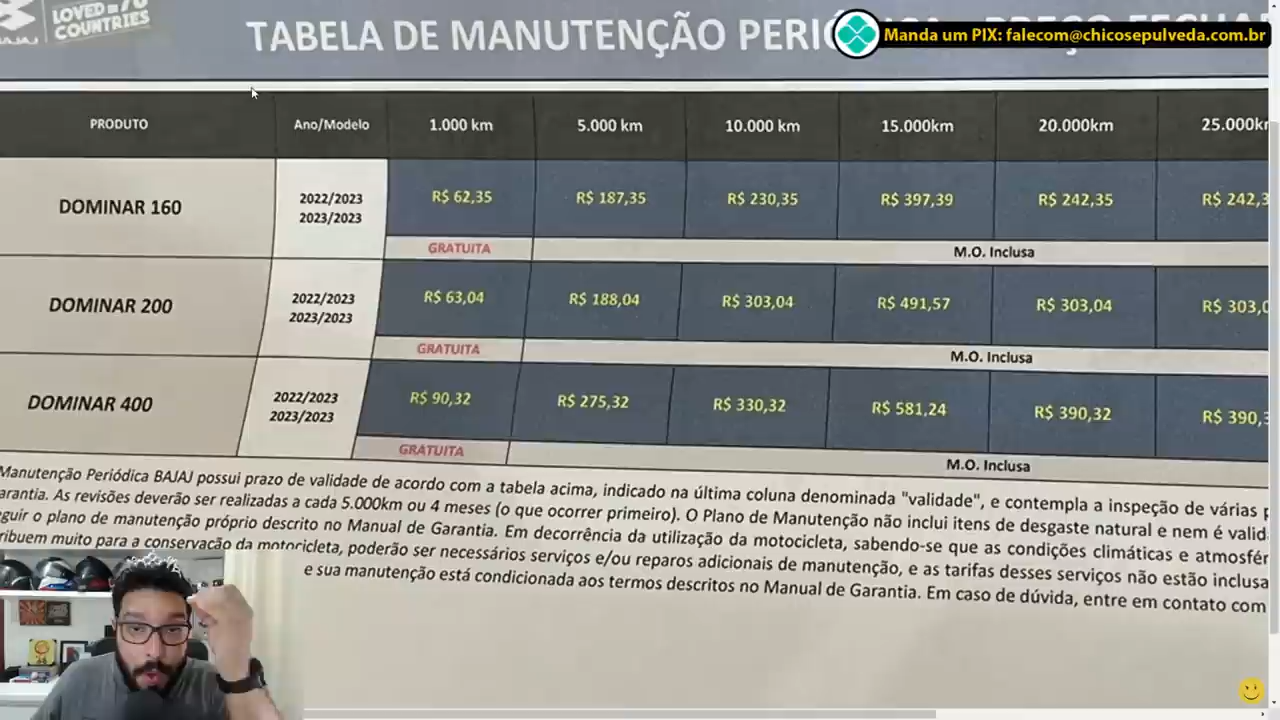 LOVED
COUNTRIES
BAJAJ
TABELA DE MANUTENÇÃO
Manda um PIX: falecom@chicosepulveda.com.br
PRODUTO Ano/Modelo 1.000 km 5.000 km 10.000 km 15.000km 20.000km 25.000k
DOMINAR 160 2022/2023 2023/2023 R$ 62,35 R$ 187,35 R$ 230,35 R$ 397,39 R$ 242,35 R$ 242,3
GRATUITA M.O. Inclusa
DOMINAR 200 2022/2023 2023/2023 R$ 63,04 R$ 188,04 R$ 303,04 R$ 491,57 R$ 303,04 R$ 303,0
GRATUITA M.O. Inclusa
DOMINAR 400 2022/2023 2023/2023 R$ 90,32 R$ 275,32 R$ 330,32 R$ 581,24 R$ 390,32 R$ 390,3
GRATUITA M.O. Inclusa
Manutenção Periódica BAJAJ possui prazo de validade de acordo com a tabela acima, indicado na última coluna denominada "validade", e contempla a inspeção de várias
arantia. As revisões deverão ser realizadas a cada 5.000km ou 4 meses (o que ocorrer primeiro). O Plano de Manutenção não inclui itens de desgaste natural e nem é valid
guir o plano de manutenção próprio descrito no Manual de Garantia. Em decorrência da utilização da motocicleta, sabendo-se que as condições climáticas e atmosfér
ribuem muito para a conservação da motocicleta, poderão ser necessários serviços e/ou reparos adicionais de manutenção, e as tarifas desses serviços não estão inclusa
e sua manutenção está condicionada aos termos descritos no Manual de Garantia. Em caso de dúvida, entre em contato com